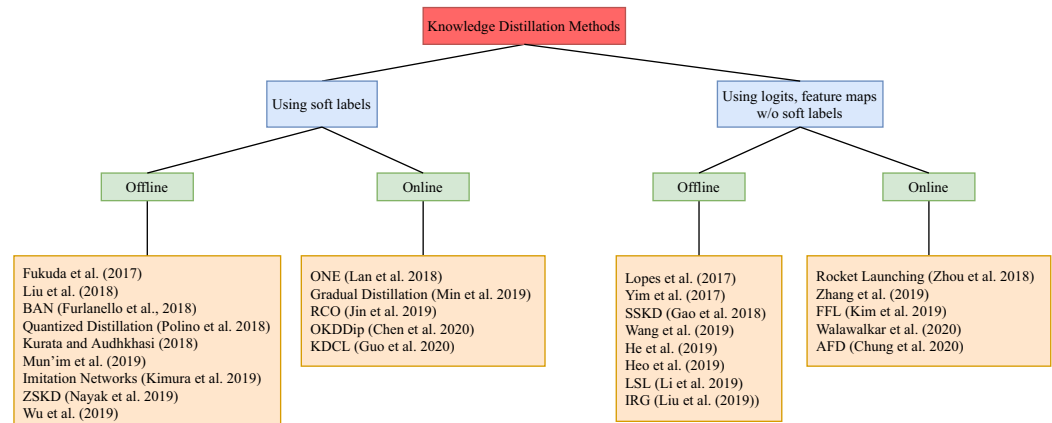 Knowledge Distillation Methods
Using soft labels
Using logits, feature maps
w/o soft labels
Offline
Online
Offline
Online
Fukuda et al. (2017)
Liu et al. (2018)
BAN (Furlanello et al., 2018)
Quantized Distillation (Polino et al. 2018)
Kurata and Audhkhasi (2018)
Mun’im et al. (2019)
Imitation Networks (Kimura et al. 2019)
ZSKD (Nayak et al. 2019)
Wu et al. (2019)
ONE (Lan et al. 2018)
Gradual Distillation (Min et al. 2019)
RCO (Jin et al. 2019)
OKDDip (Chen et al. 2020)
KDCL (Guo et al. 2020)
Lopes et al. (2017)
Yim et al. (2017)
SSKD (Gao et al. 2018)
Wang et al. (2019)
He et al. (2019)
Heo et al. (2019)
LSL (Li et al. 2019)
IRG (Liu et al. (2019))
Rocket Launching (Zhou et al. 2018)
Zhang et al. (2019)
FFL (Kim et al. 2019)
Walawalkar et al. (2020)
AFD (Chung et al. 2020)